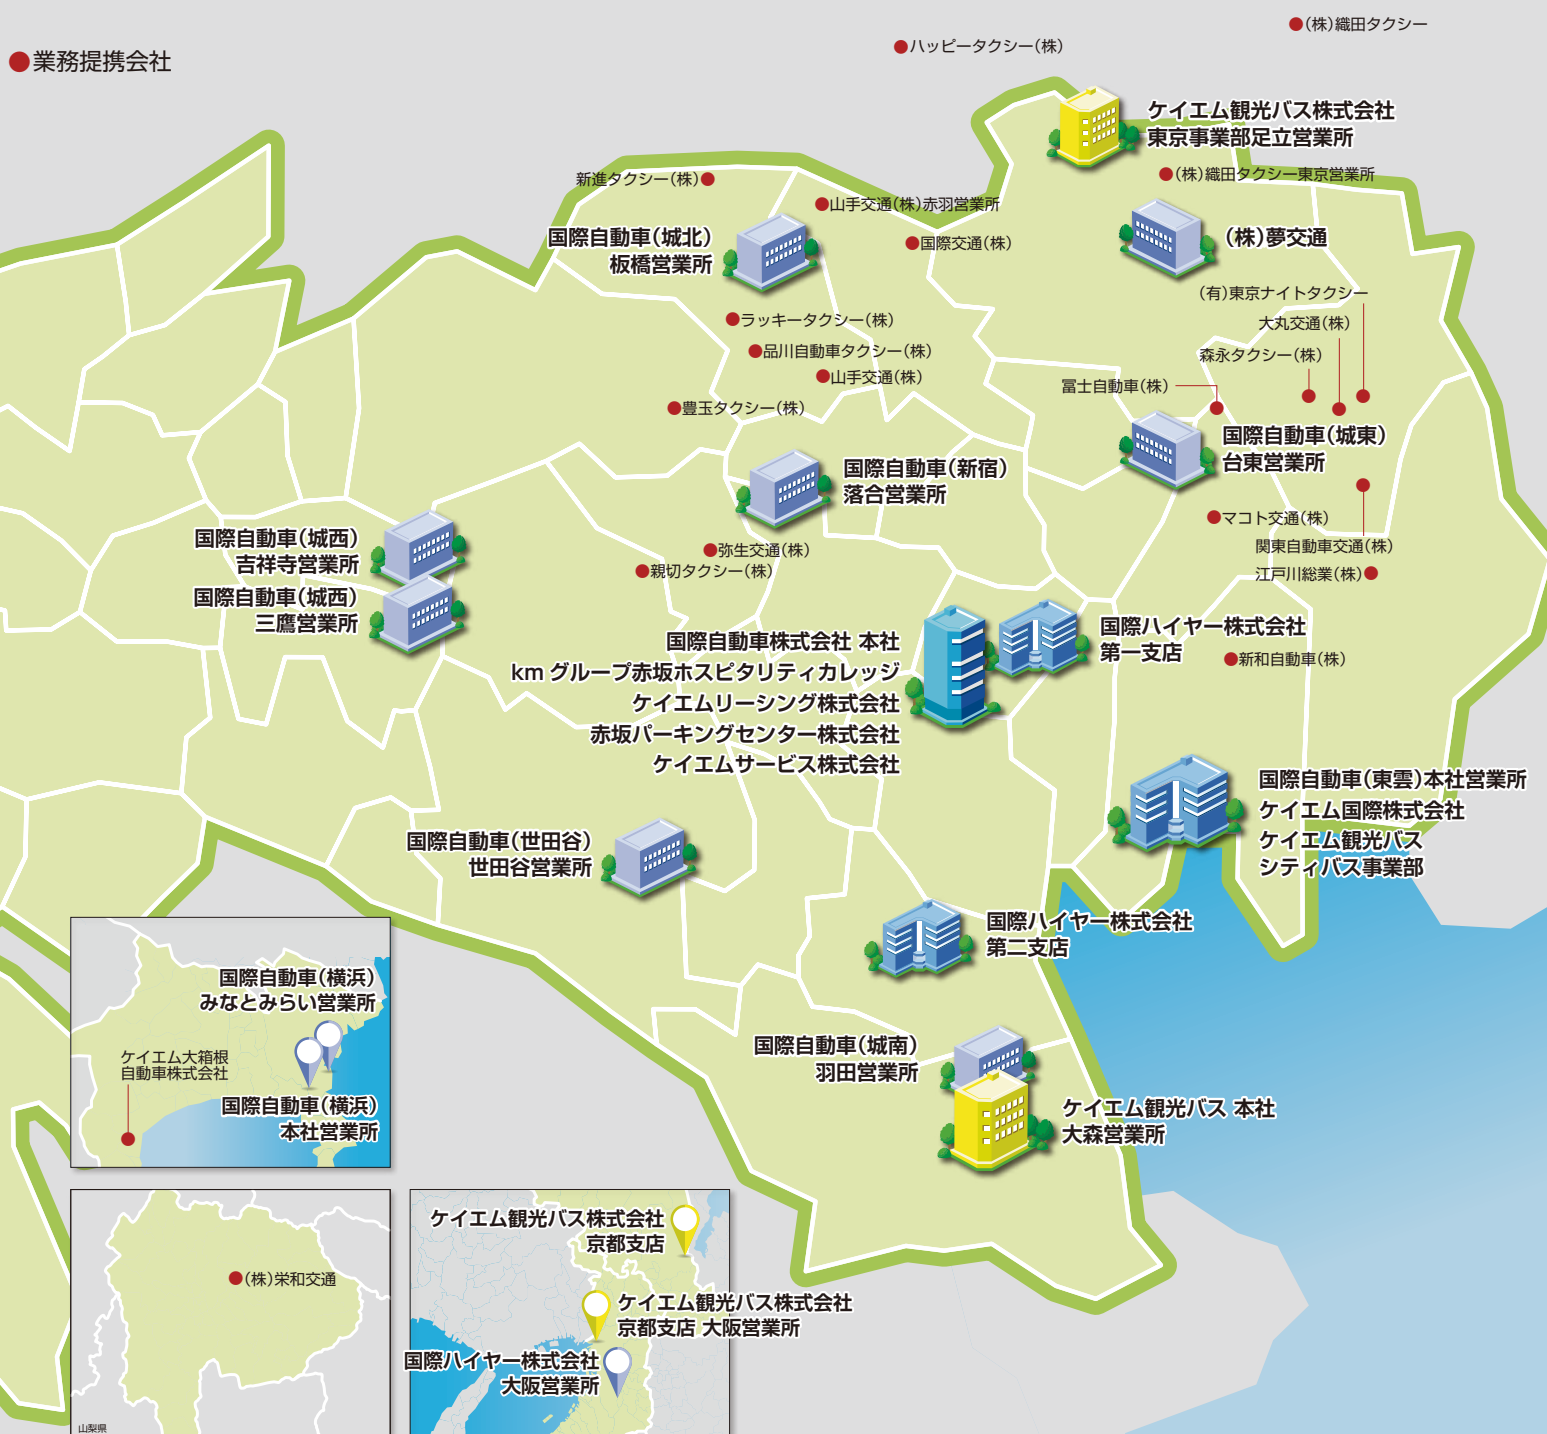 ●(株)織田タクシー
●ハッピータクシー(株)
●業務提携会社
ケイエム観光バス株式会社
東京事業部足立営業所
●(株)織田タクシー東京営業所
新進タクシー(株)●
●山手交通(株)赤羽営業所
国際自動車(城北)
板橋営業所
●国際交通(株)
(株)夢交通
(有)東京ナイトタクシー
大丸交通(株)
森永タクシー(株)
冨士自動車(株)
●ラッキータクシー(株)
●品川自動車タクシー(株)
●山手交通(株)
●豊玉タクシー(株)
国際自動車(城東)
台東営業所
国際自動車(新宿)
落合営業所
●マコト交通(株)
関東自動車交通(株)
江戸川総業(株)●
国際自動車(城西)
吉祥寺営業所
国際自動車(城西)
三鷹営業所
●弥生交通(株)
●親切タクシー(株)
国際自動車株式会社 本社
km グループ赤坂ホスピタリティカレッジ
ケイエムリーシング株式会社
赤坂パーキングセンター株式会社
ケイエムサービス株式会社
国際ハイヤー株式会社
第一支店
●新和自動車(株)
国際自動車(東雲)本社営業所
ケイエム国際株式会社
ケイエム観光バス
シティバス事業部
国際自動車(世田谷)
世田谷営業所
国際ハイヤー株式会社
第二支店
国際自動車(城南)
羽田営業所
ケイエム観光バス 本社
大森営業所
国際自動車(横浜)
みなとみらい営業所
ケイエム大箱根
自動車株式会社
国際自動車(横浜)
本社営業所
●(株)栄和交通
山梨県
ケイエム観光バス株式会社
京都支店
ケイエム観光バス株式会社
京都支店 大阪営業所
国際ハイヤー株式会社
大阪営業所